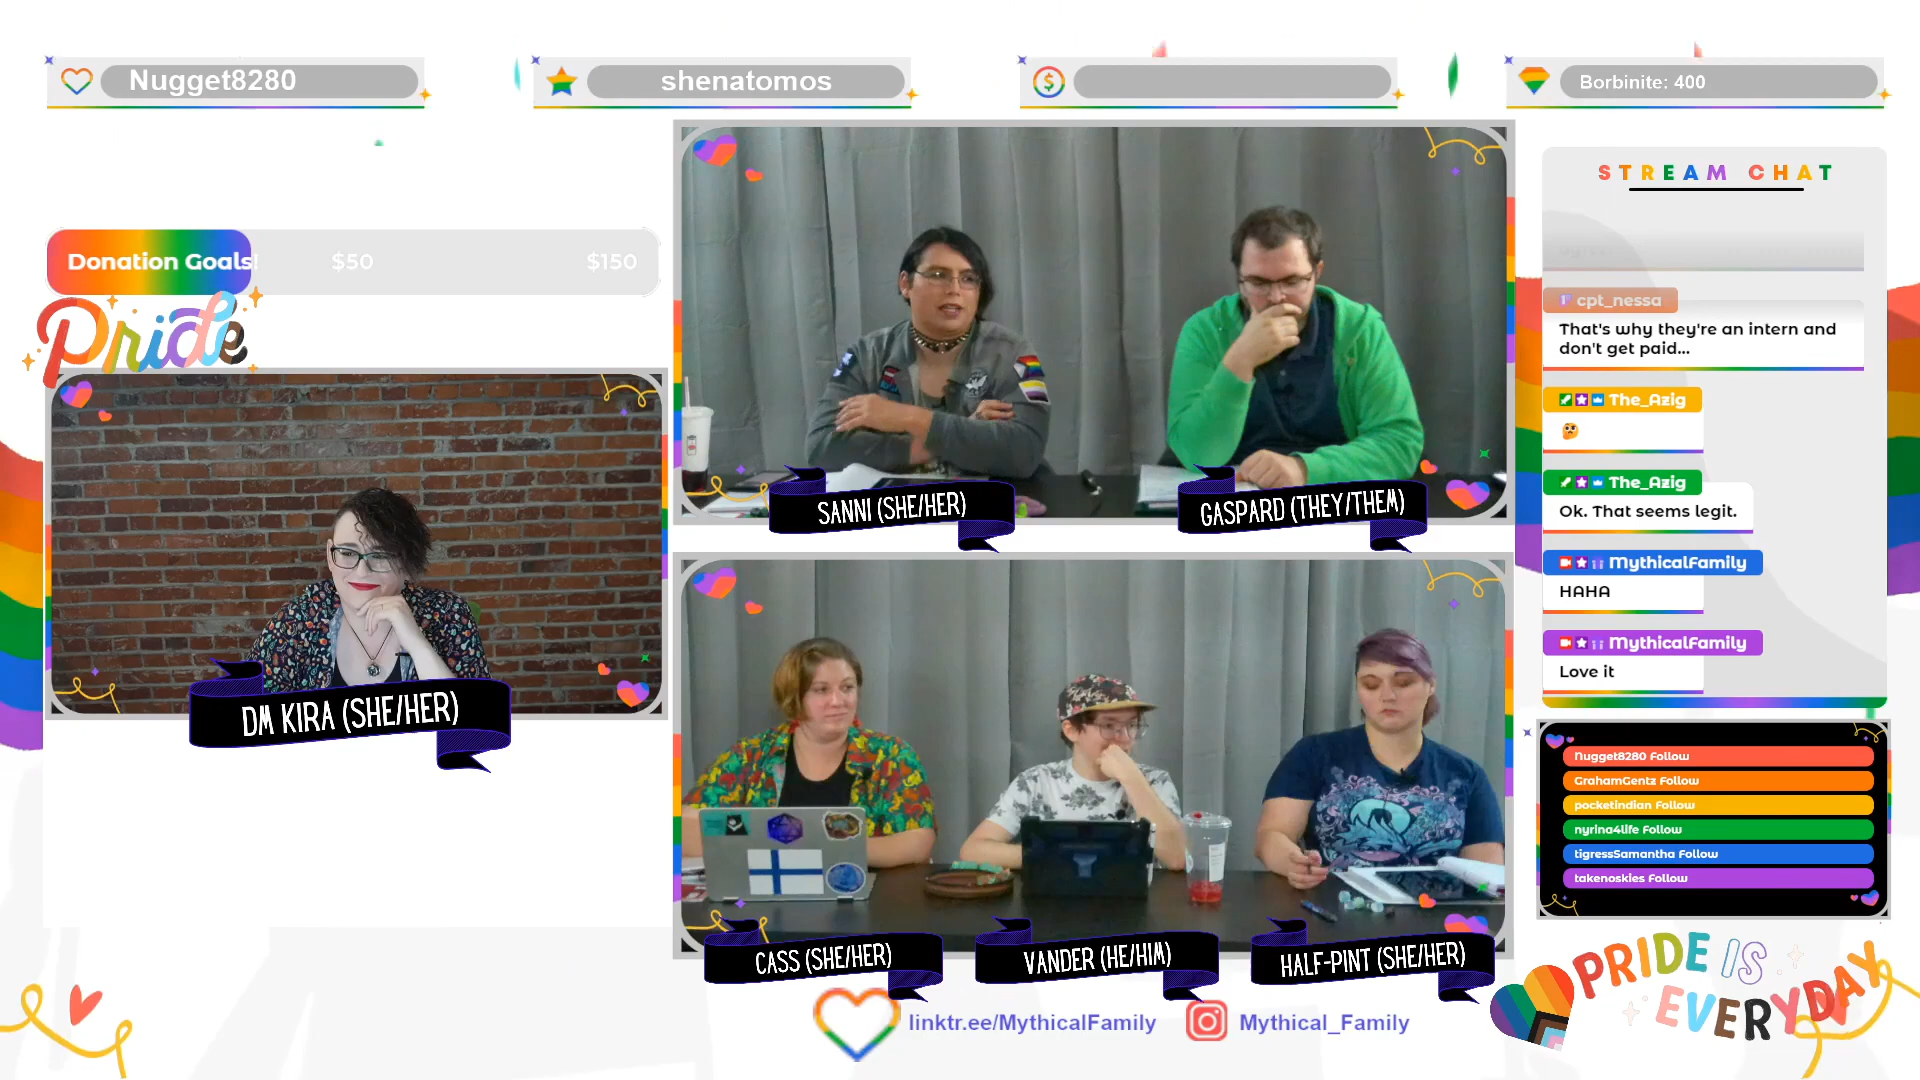 Nugget8280
shenatomos
Borbinite: 400
Donation Goals!
$50
$150
Pride
DM KIRA (SHE/HER)
SANNI (SHE/HER)
GASPARD (THEY/THEM)
CASS (SHE/HER)
VANDER (HE/HIM)
HALF-PINT (SHE/HER)
linktr.ee/MythicalFamily
Mythical_Family
STREAM CHAT
cpt_nessa
That's why they're an intern and
don't get paid...
The_Azig
The_Azig
Ok. That seems legit.
MythicalFamily
HAHA
MythicalFamily
Love it
Nugget8280 Follow
GrahamGentz Follow
pocketindian Follow
nyrina4life Follow
tigressSamantha Follow
takenoskies Follow
PRIDE IS
EVERYDAY